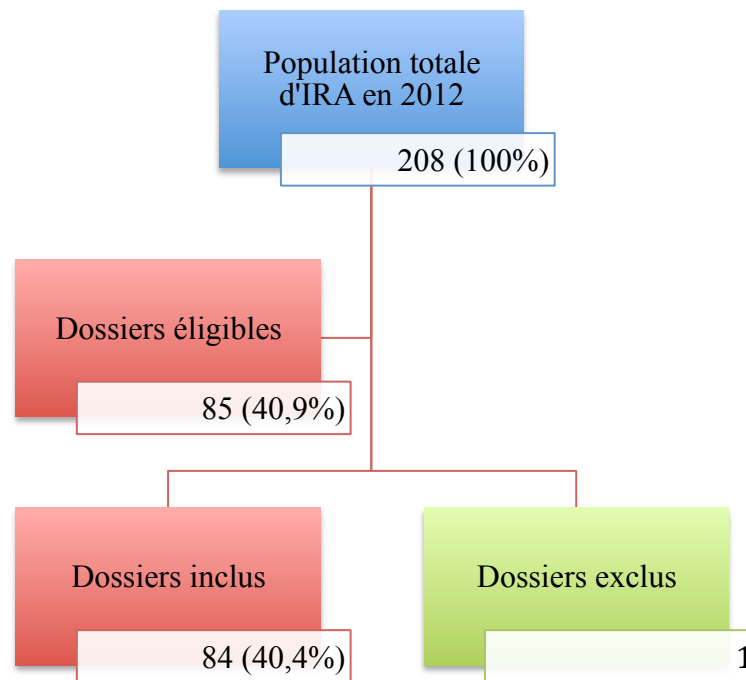 Population totale
d'IRA en 2012
208 (100%)
Dossiers éligibles
85 (40,9%)
Dossiers inclus
84 (40,4%)
Dossiers exclus
1